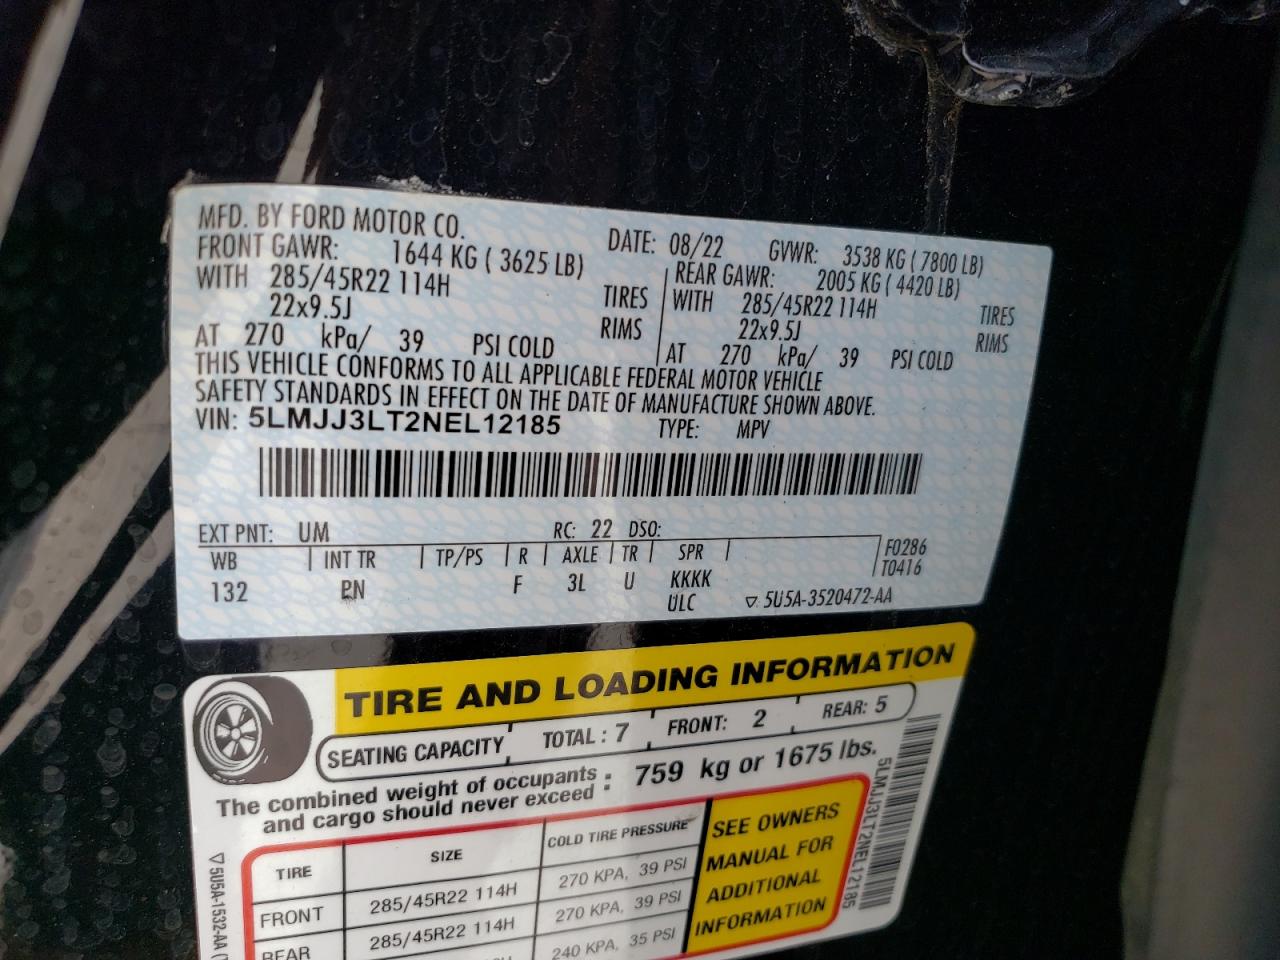 MFD. BY FORD MOTOR CO.
DATE: 08/22 GVWR: 3538 KG ( 7800 LB)
FRONT GAWR: 1644 KG ( 3625 LB)
WITH 285/45R22 114H TIRES
22x9.5J RIMS
AT 270 kPa/ 39 PSI COLD
REAR GAWR: 2005 KG ( 4420 LB)
WITH 285/45R22 114H TIRES
22x9.5J RIMS
AT 270 kPa/ 39 PSI COLD
THIS VEHICLE CONFORMS TO ALL APPLICABLE FEDERAL MOTOR VEHICLE
SAFETY STANDARDS IN EFFECT ON THE DATE OF MANUFACTURE SHOWN ABOVE.
VIN: 5LMJJ3LT2NEL12185 TYPE: MPV
EXT PNT: UM RC: 22 DSO:
WB INT TR TP/PS R AXLE TR SPR F0286
T0416
132 PN F 3L U KKKK
ULC 5U5A-3520472-AA
TIRE AND LOADING INFORMATION
SEATING CAPACITY TOTAL : 7 FRONT: 2 REAR: 5
The combined weight of occupants
and cargo should never exceed : 759 kg or 1675 lbs.
TIRE SIZE COLD TIRE PRESSURE
FRONT 285/45R22 114H 270 KPA, 39 PSI
REAR 285/45R22 114H 270 KPA, 39 PSI
240 KPA, 35 PSI
SEE OWNERS
MANUAL FOR
ADDITIONAL
INFORMATION
5LMJJ3LT2NEL12185
5U5A-1532-AA